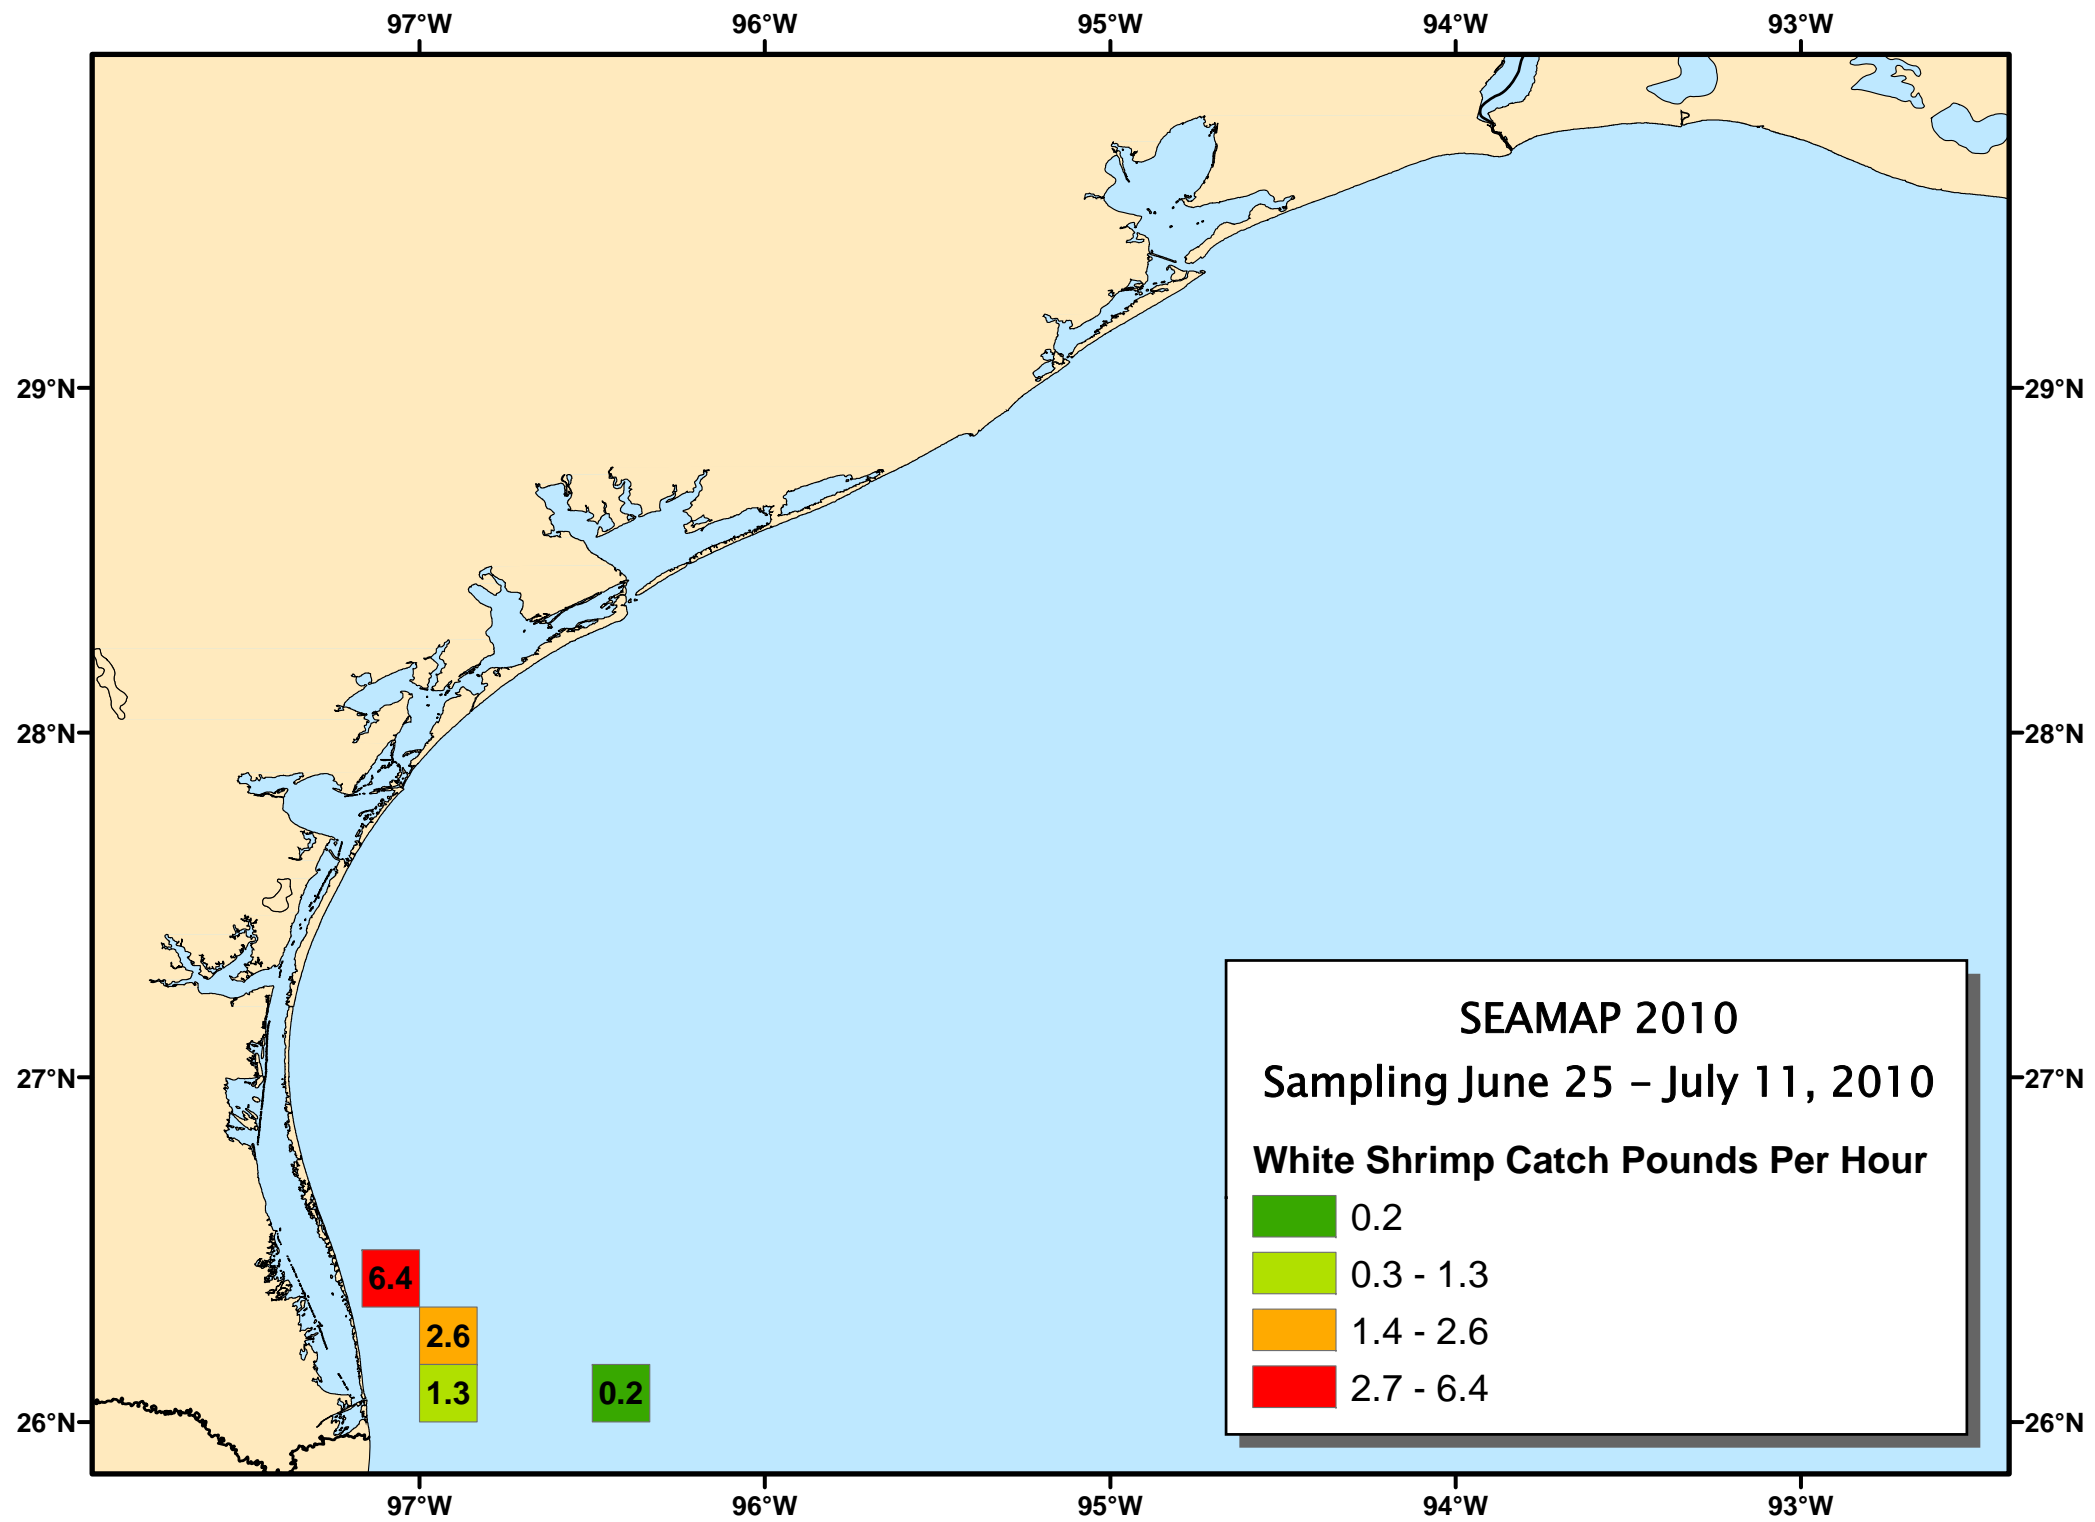 97°W 96°W 95°W 94°W 93°W
29°N 29°N
28°N 28°N
27°N 27°N
26°N 26°N
6.4
2.6
1.3 0.2
SEAMAP 2010
Sampling June 25 - July 11, 2010
White Shrimp Catch Pounds Per Hour
0.2
0.3 - 1.3
1.4 - 2.6
2.7 - 6.4
97°W 96°W 95°W 94°W 93°W